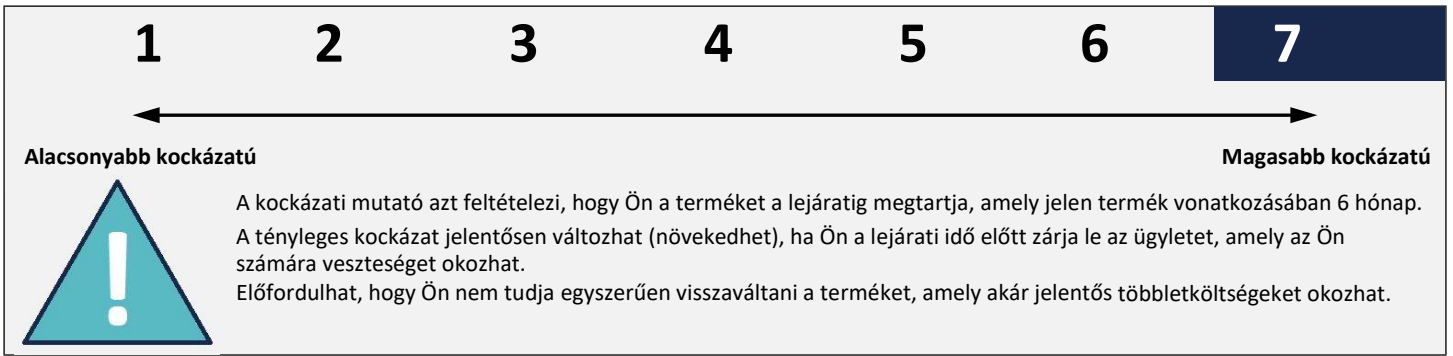 1 2 3 4 5 6 7
Alacsonyabb kockázatú Magasabb kockázatú
A kockázati mutató azt feltételezi, hogy Ön a terméket a lejáratig megtartja, amely jelen termék vonatkozásában 6 hónap.
A tényleges kockázat jelentősen változhat (növekedhet), ha Ön a lejárati idő előtt zárja le az ügyletet, amely az Ön
számára veszteséget okozhat.
Előfordulhat, hogy Ön nem tudja egyszerűen visszaváltani a terméket, amely akár jelentős többletköltségeket okozhat.
!